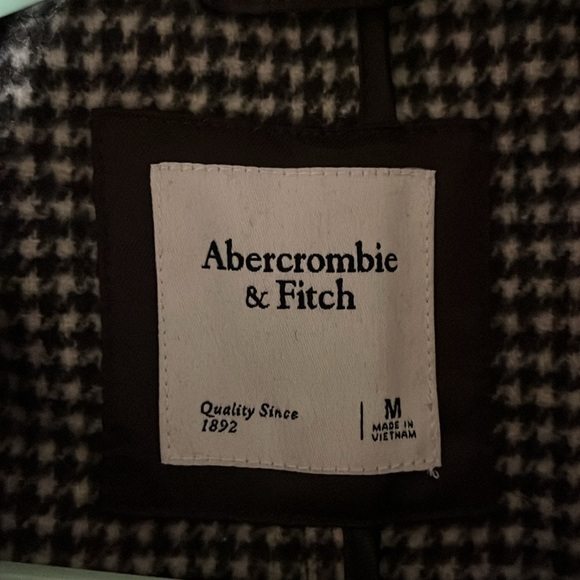 Abercrombie
& Fitch
Quality Since
1892
M
MADE IN
VIETNAM